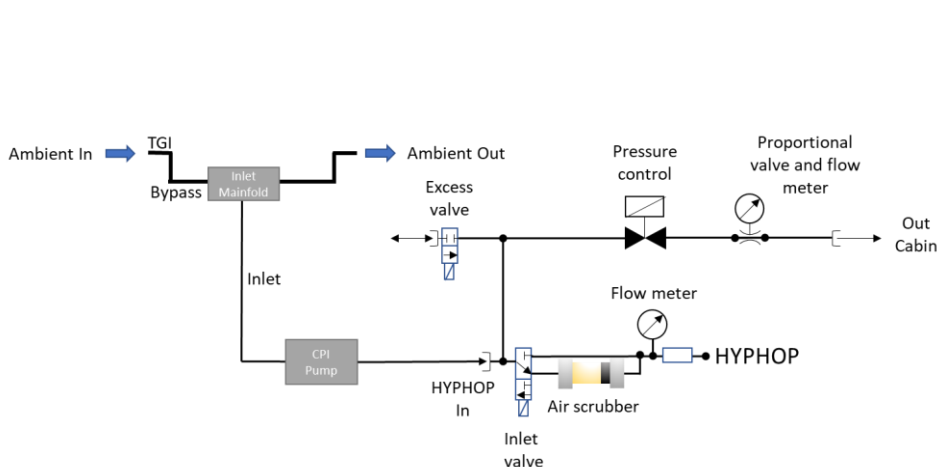 Ambient In
TGI
Bypass
Inlet
Mainfold
Ambient Out
Excess
valve
Pressure
control
Proportional
valve and flow
meter
Out
Cabin
Inlet
Flow meter
CPI
Pump
HYPHOP
In
HYPHOP
Air scrubber
Inlet
valve